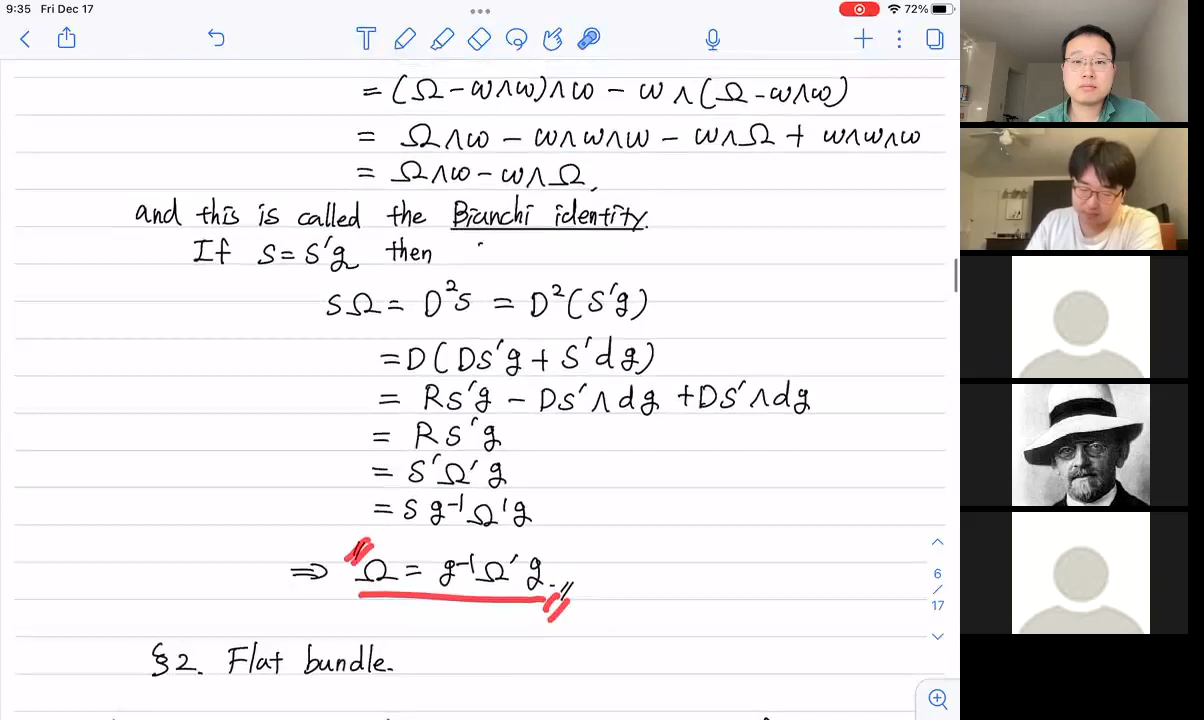 9:35 Fri Dec 17
72%
= (Ω - ω∧ω)∧ω - ω∧(Ω-ω∧ω)
= Ω∧ω - ω∧ω∧ω - ω∧Ω + ω∧ω∧ω
= Ω∧ω - ω∧Ω,
and this is called the Bianchi identity.
If S = S'g then
SΩ = D²S = D²(S'g)
= D(DS'g + S'dg)
= RS'g - DS'∧dg + DS'∧dg
= RS'g
= S'Ω'g
= S g⁻¹Ω'g
⇒ "Ω = g⁻¹Ω'g."
6
/
17
§2. Flat bundle.